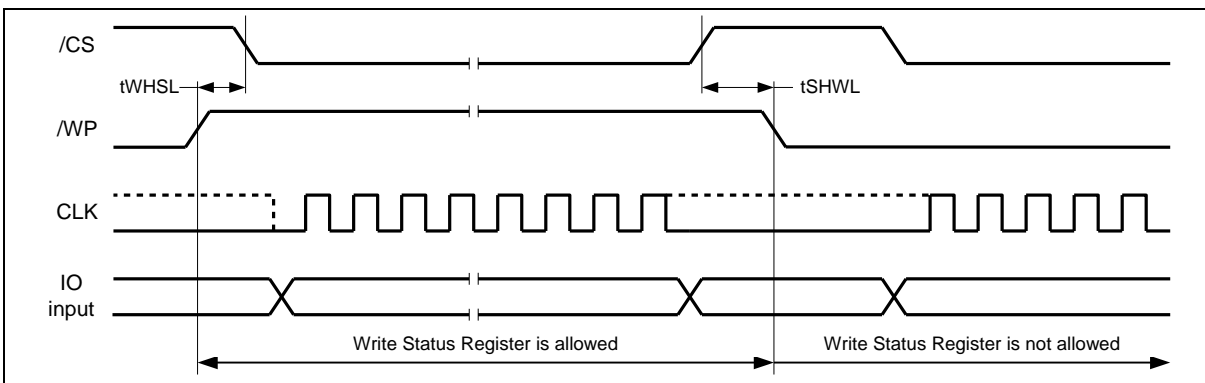 /CS
tWHSL
tSHWL
/WP
CLK
IO
input
Write Status Register is allowed
Write Status Register is not allowed